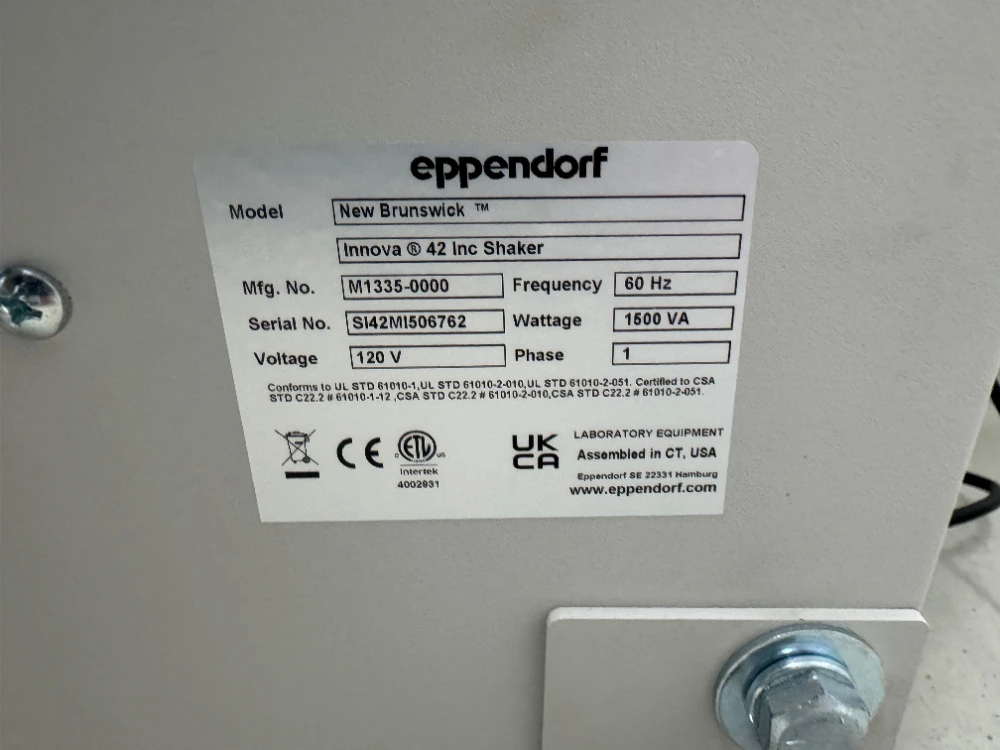 eppendorf
Model New Brunswick ™
Innova ® 42 Inc Shaker
Mfg. No. M1335-0000 Frequency 60 Hz
Serial No. SI42MI506762 Wattage 1500 VA
Voltage 120 V Phase 1
Conforms to UL STD 61010-1,UL STD 61010-2-010,UL STD 61010-2-051. Certified to CSA
STD C22.2 # 61010-1-12 ,CSA STD C22.2 # 61010-2-010,CSA STD C22.2 # 61010-2-051.
CE
c ETL us
Intertek
4002931
UK
CA
LABORATORY EQUIPMENT
Assembled in CT, USA
Eppendorf SE 22331 Hamburg
www.eppendorf.com